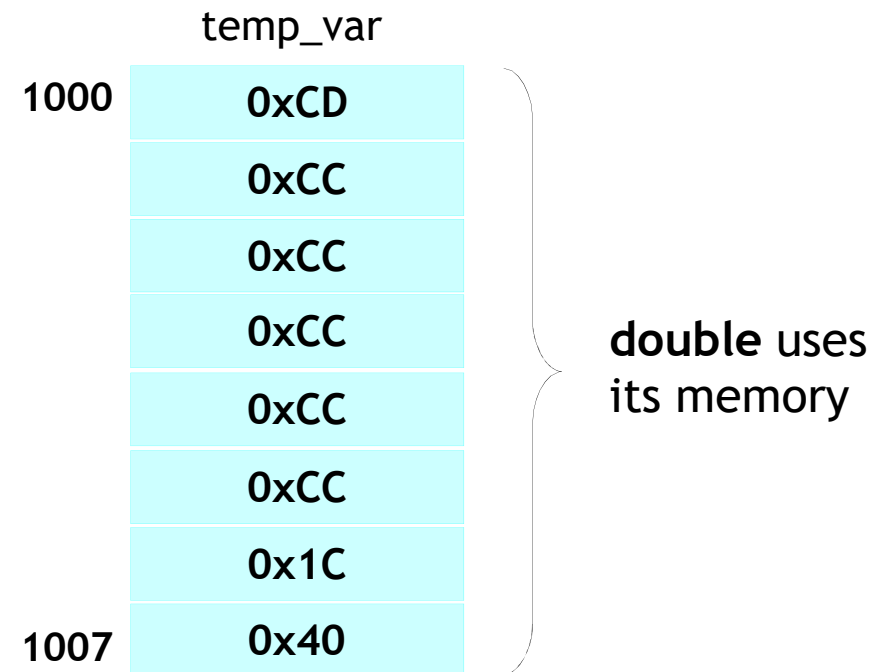 temp_var
1000
0xCD
0xCC
0xCC
0xCC
0xCC
0xCC
0x1C
1007
0x40
double uses
its memory